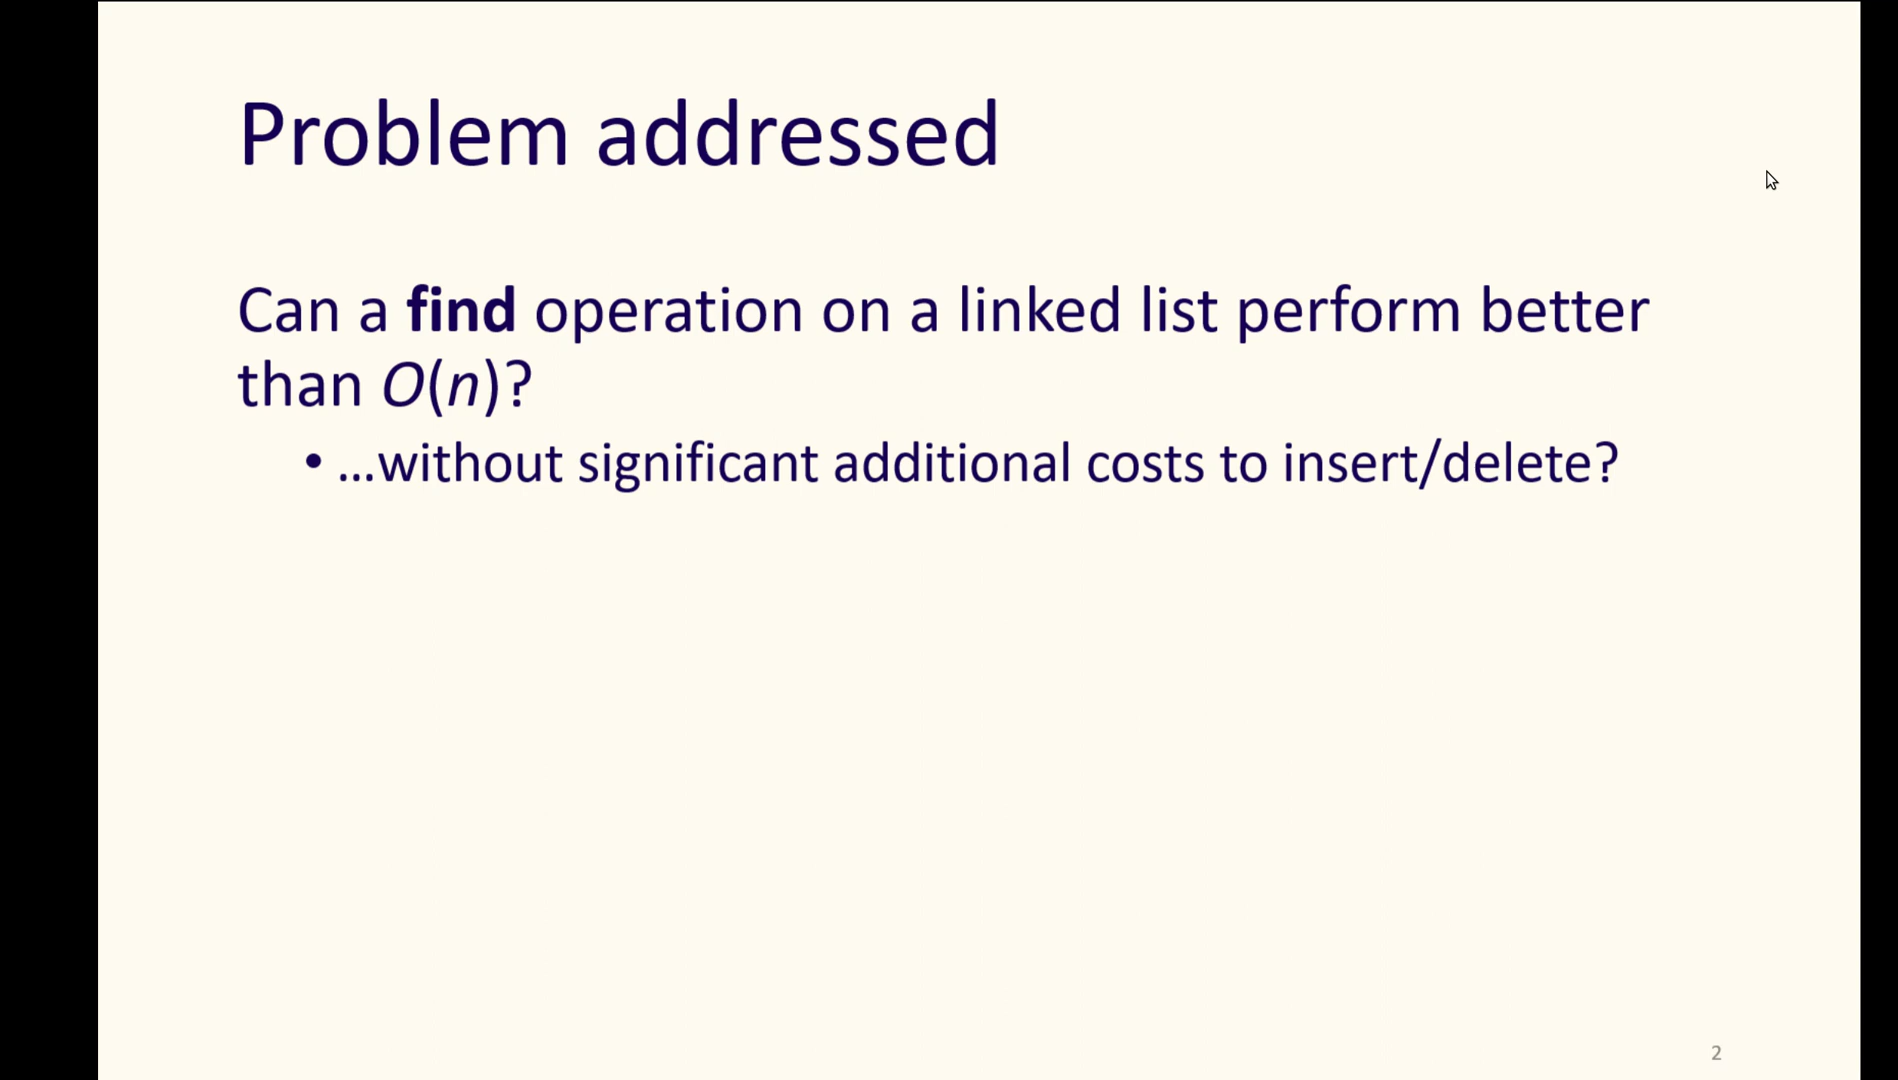 Problem addressed
Can a find operation on a linked list perform better
than O(n)?
• ...without significant additional costs to insert/delete?
2